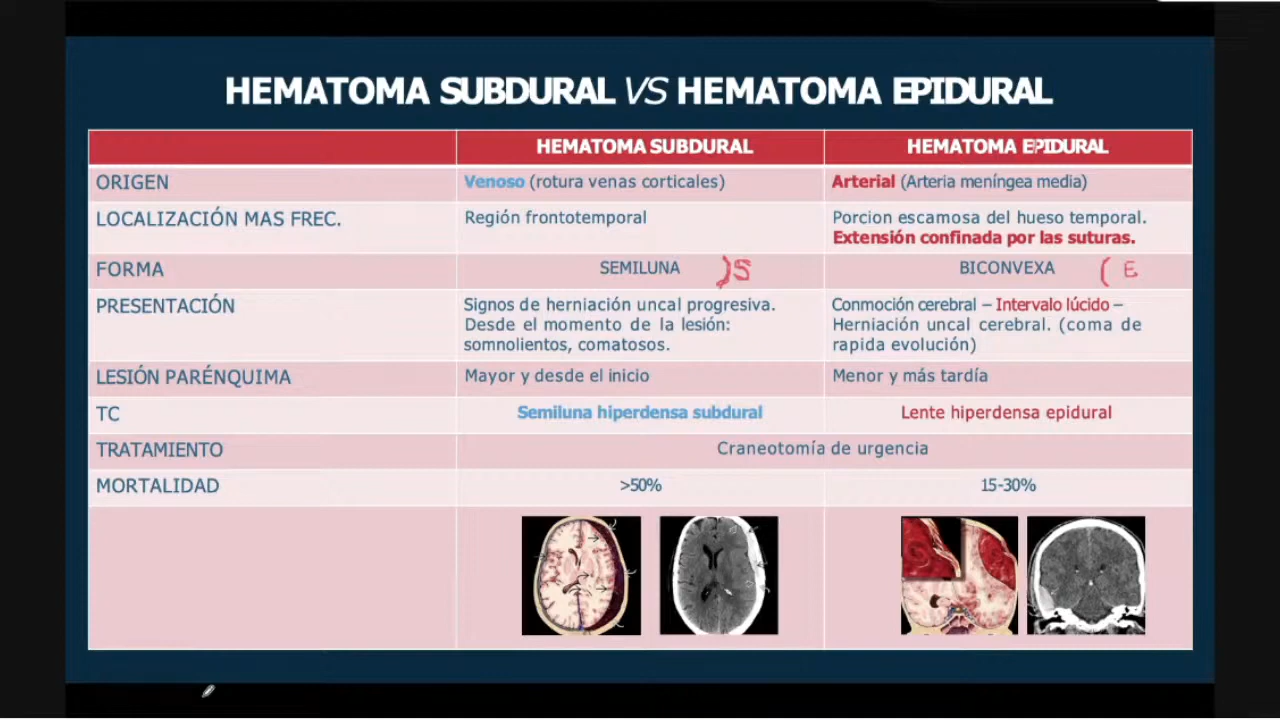 HEMATOMA SUBDURAL VS HEMATOMA EPIDURAL
HEMATOMA SUBDURAL
HEMATOMA EPIDURAL
ORIGEN
Venoso (rotura venas corticales)
Arterial (Arteria meníngea media)
LOCALIZACIÓN MAS FREC.
Región frontotemporal
Porcion escamosa del hueso temporal.
Extensión confinada por las suturas.
FORMA
SEMILUNA
)S
BICONVEXA
( E
PRESENTACIÓN
Signos de herniación uncal progresiva.
Desde el momento de la lesión:
somnolientos, comatosos.
Conmoción cerebral – Intervalo lúcido –
Herniación uncal cerebral. (coma de
rapida evolución)
LESIÓN PARÉNQUIMA
Mayor y desde el inicio
Menor y más tardía
TC
Semiluna hiperdensa subdural
Lente hiperdensa epidural
TRATAMIENTO
Craneotomía de urgencia
MORTALIDAD
>50%
15-30%